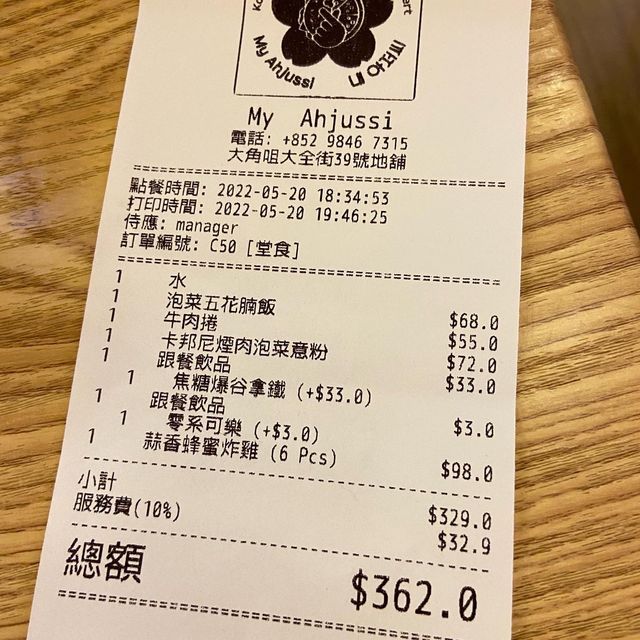 My Ahjussi
내 아저씨
My Ahjussi
電話: +852 9846 7315
大角咀大全街39號地舖
點餐時間: 2022-05-20 18:34:53
打印時間: 2022-05-20 19:46:25
侍應: manager
訂單編號: C50 [堂食]
1 水
1 泡菜五花腩飯 $68.0
1 牛肉捲 $55.0
1 卡邦尼煙肉泡菜意粉 $72.0
1 跟餐飲品 $33.0
1 焦糖爆谷拿鐵 (+$33.0)
1 跟餐飲品 $3.0
1 零系可樂 (+$3.0)
1 蒜香蜂蜜炸雞 (6 Pcs) $98.0
小計 $329.0
服務費(10%) $32.9
總額 $362.0